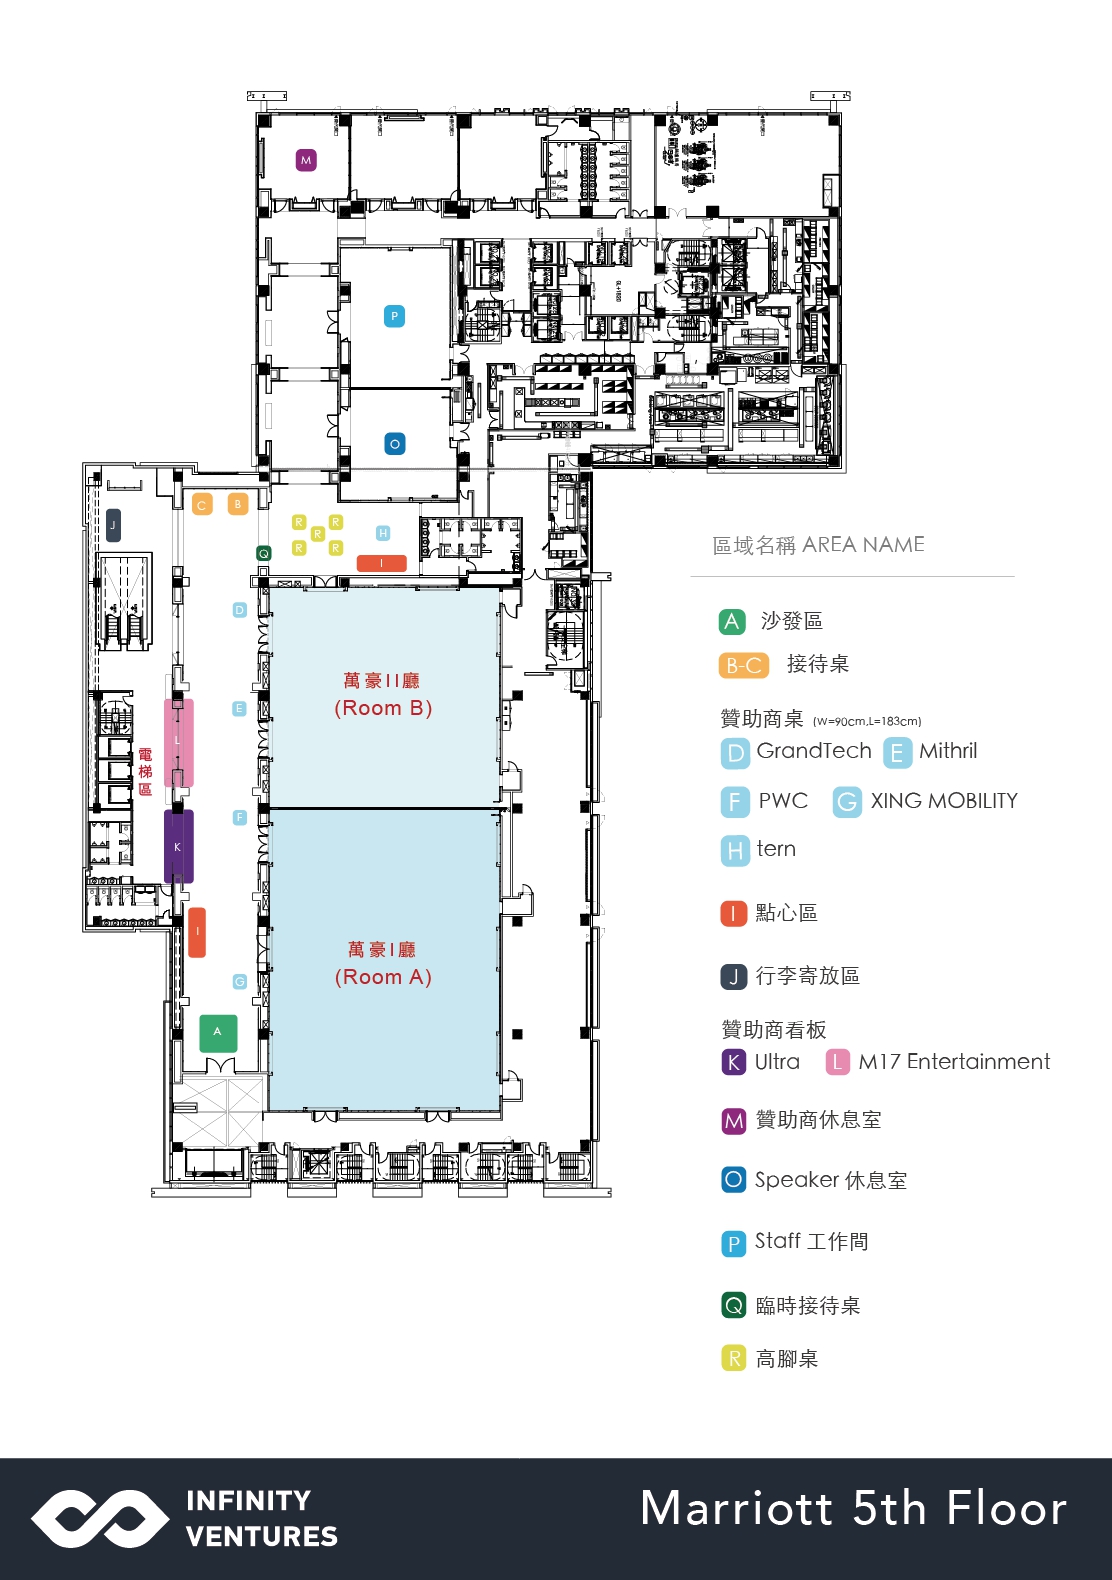 M
P
O
C
B
J
R
R
R
R
R
H
Q
I
D
萬豪II廳
(Room B)
E
L
電梯區
F
K
萬豪I廳
(Room A)
I
G
A
區域名稱 AREA NAME
A 沙發區
B-C 接待桌
贊助商桌 (W=90cm,L=183cm)
D GrandTech E Mithril
F PWC G XING MOBILITY
H tern
I 點心區
J 行李寄放區
贊助商看板
K Ultra L M17 Entertainment
M 贊助商休息室
O Speaker 休息室
P Staff 工作間
Q 臨時接待桌
R 高腳桌
INFINITY
VENTURES
Marriott 5th Floor